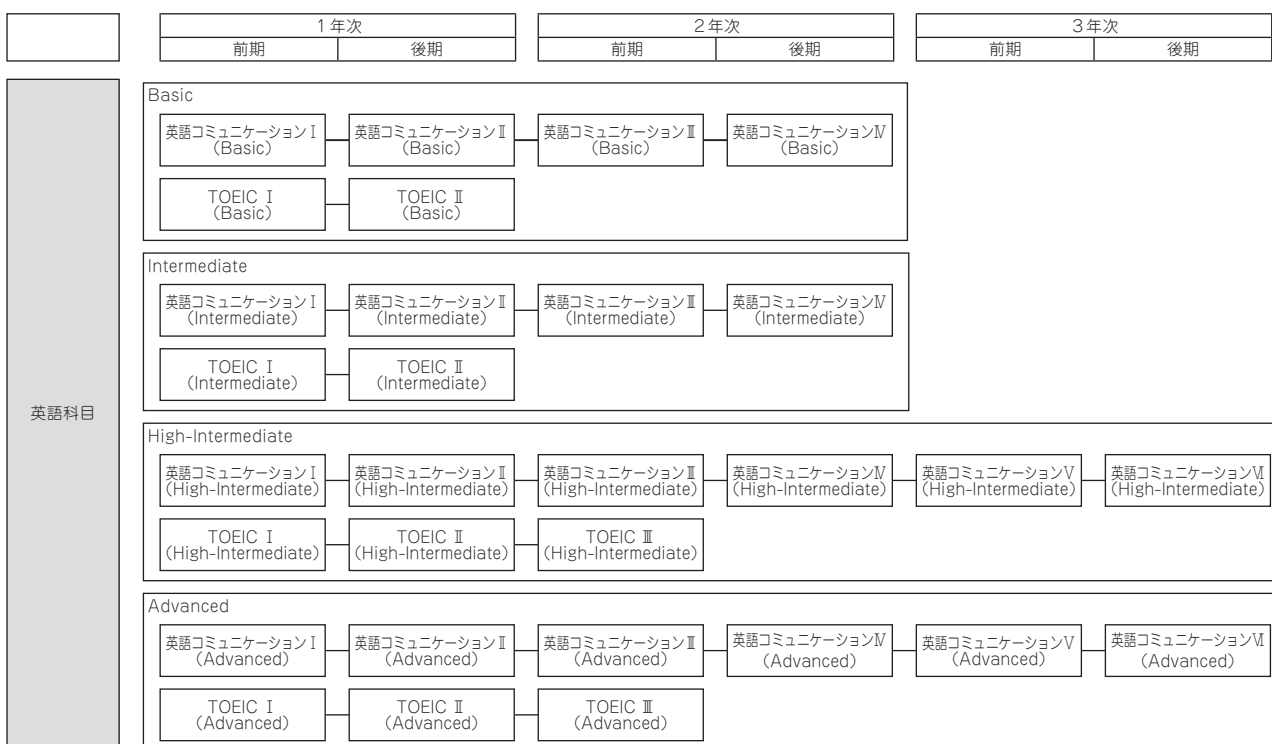 1年次
2年次
3年次
前期
後期
前期
後期
前期
後期
英語科目
Basic
英語コミュニケーションⅠ
(Basic)
英語コミュニケーションⅡ
(Basic)
英語コミュニケーションⅢ
(Basic)
英語コミュニケーションⅣ
(Basic)
TOEIC Ⅰ
(Basic)
TOEIC Ⅱ
(Basic)
Intermediate
英語コミュニケーションⅠ
(Intermediate)
英語コミュニケーションⅡ
(Intermediate)
英語コミュニケーションⅢ
(Intermediate)
英語コミュニケーションⅣ
(Intermediate)
TOEIC Ⅰ
(Intermediate)
TOEIC Ⅱ
(Intermediate)
High-Intermediate
英語コミュニケーションⅠ
(High-Intermediate)
英語コミュニケーションⅡ
(High-Intermediate)
英語コミュニケーションⅢ
(High-Intermediate)
英語コミュニケーションⅣ
(High-Intermediate)
英語コミュニケーションⅤ
(High-Intermediate)
英語コミュニケーションⅥ
(High-Intermediate)
TOEIC Ⅰ
(High-Intermediate)
TOEIC Ⅱ
(High-Intermediate)
TOEIC Ⅲ
(High-Intermediate)
Advanced
英語コミュニケーションⅠ
(Advanced)
英語コミュニケーションⅡ
(Advanced)
英語コミュニケーションⅢ
(Advanced)
英語コミュニケーションⅣ
(Advanced)
英語コミュニケーションⅤ
(Advanced)
英語コミュニケーションⅥ
(Advanced)
TOEIC Ⅰ
(Advanced)
TOEIC Ⅱ
(Advanced)
TOEIC Ⅲ
(Advanced)